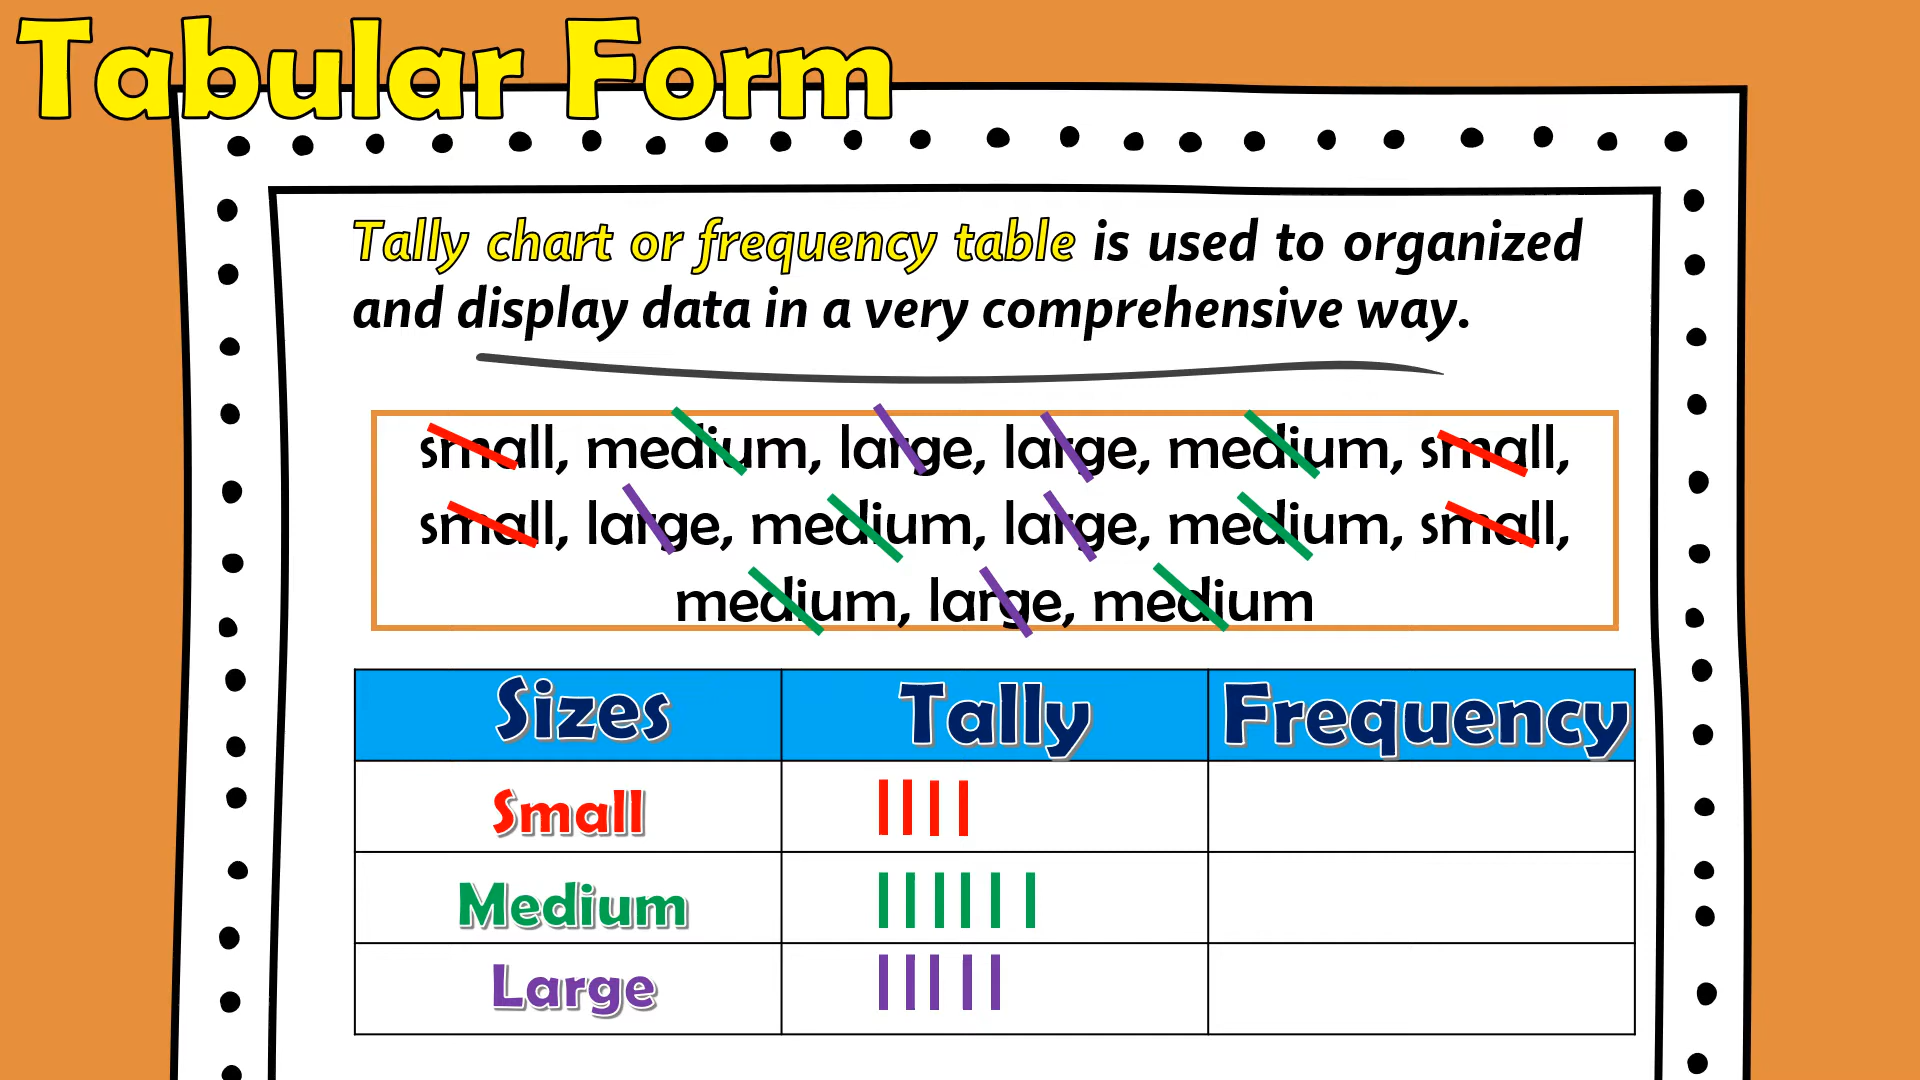 Tabular Form
Tally chart or frequency table is used to organized
and display data in a very comprehensive way.
small, medium, large, large, medium, small,
small, large, medium, large, medium, small,
medium, large, medium
Sizes Tally Frequency
Small
Medium
Large